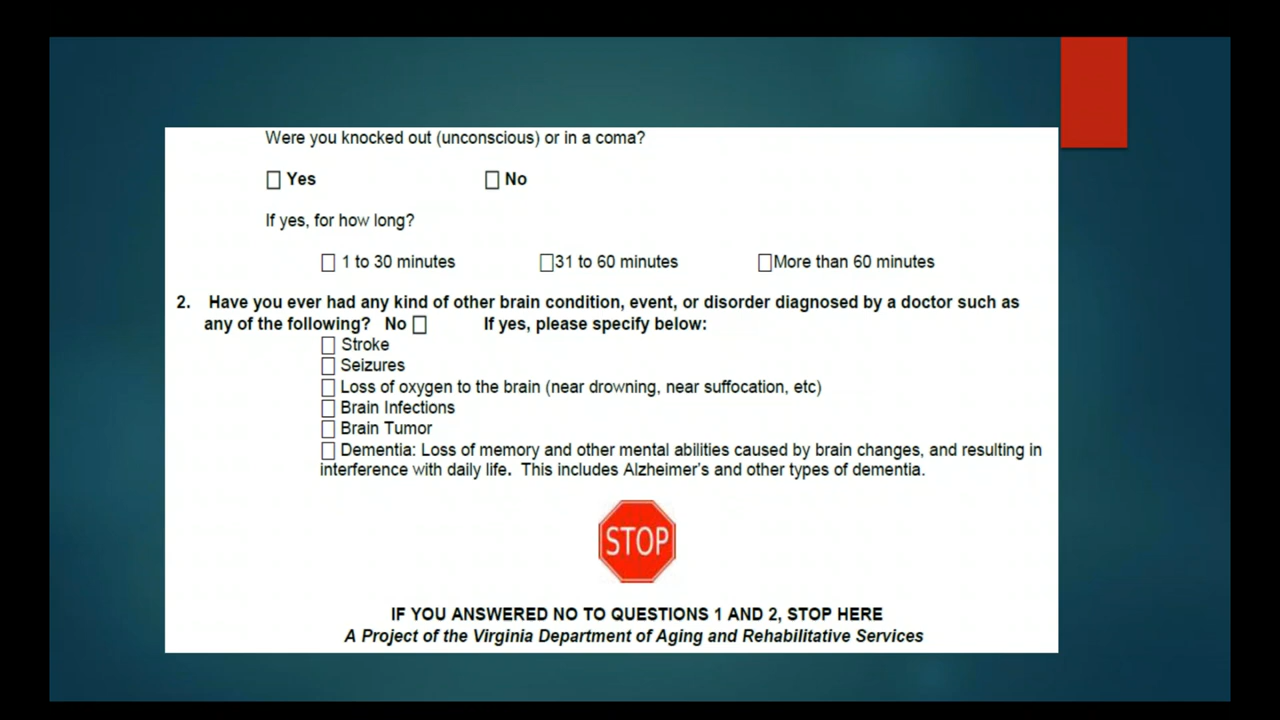 Were you knocked out (unconscious) or in a coma?
Yes No
If yes, for how long?
1 to 30 minutes 31 to 60 minutes More than 60 minutes
2. Have you ever had any kind of other brain condition, event, or disorder diagnosed by a doctor such as
any of the following? No If yes, please specify below:
Stroke
Seizures
Loss of oxygen to the brain (near drowning, near suffocation, etc)
Brain Infections
Brain Tumor
Dementia: Loss of memory and other mental abilities caused by brain changes, and resulting in
interference with daily life. This includes Alzheimer's and other types of dementia.
STOP
IF YOU ANSWERED NO TO QUESTIONS 1 AND 2, STOP HERE
A Project of the Virginia Department of Aging and Rehabilitative Services